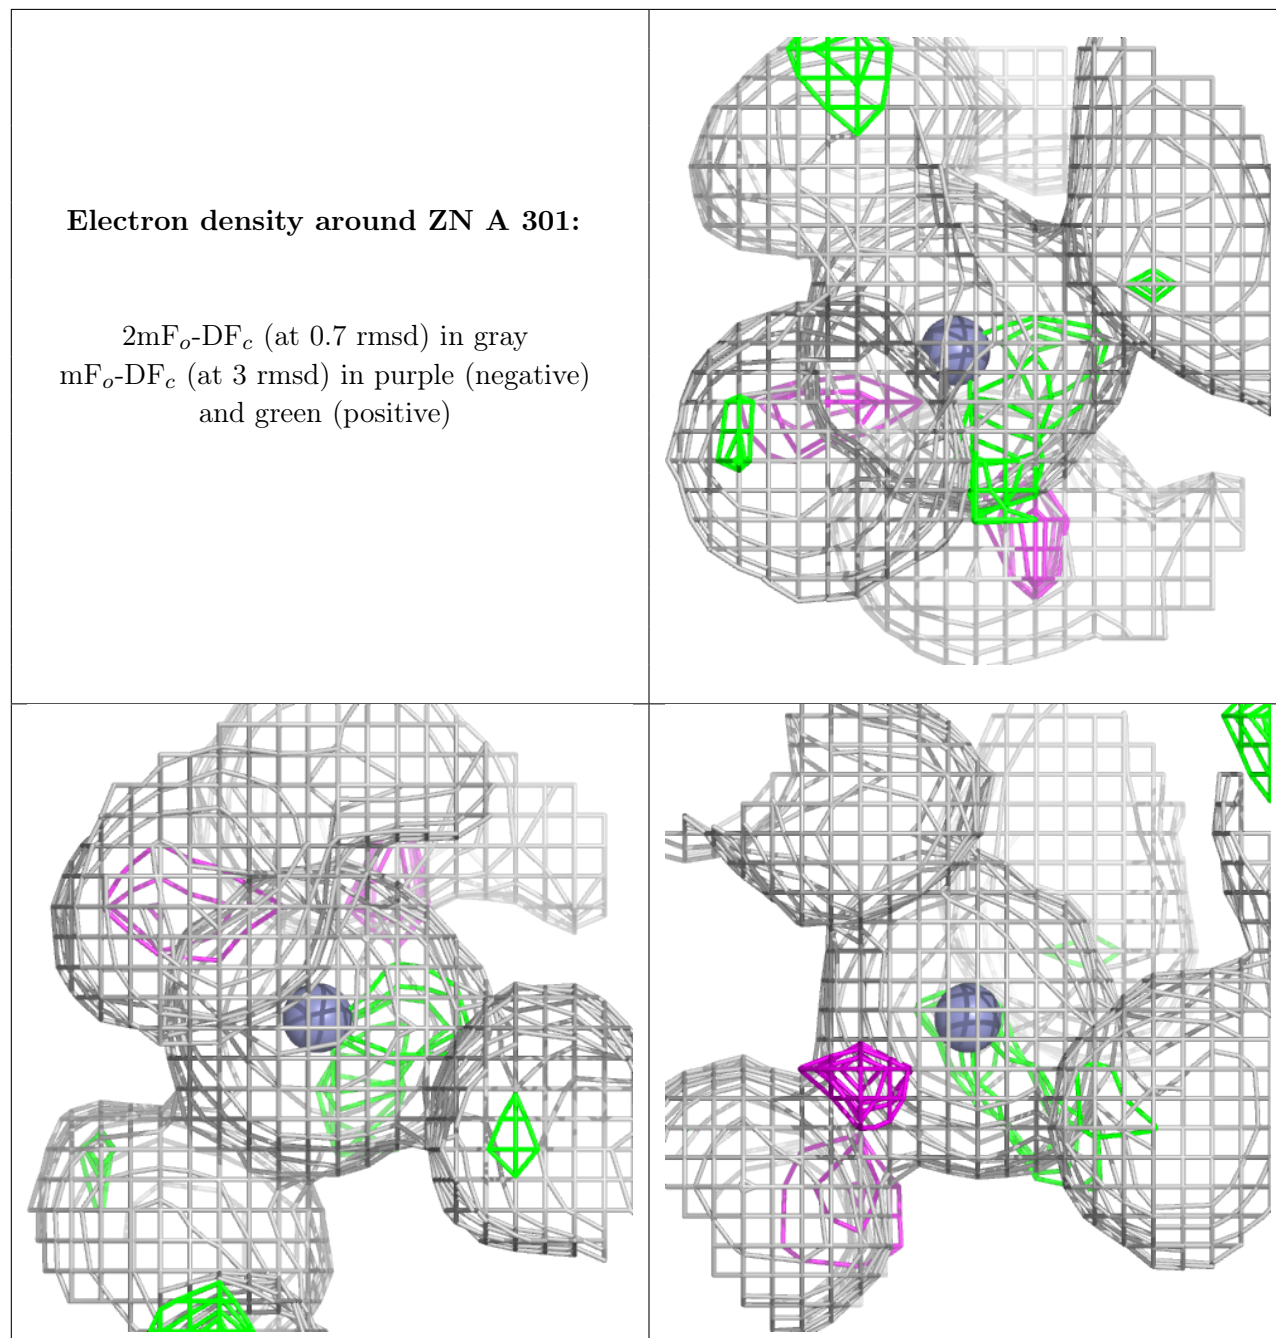 Electron density around ZN A 301:
2mFₒ-DF𝒸 (at 0.7 rmsd) in gray
mFₒ-DF𝒸 (at 3 rmsd) in purple (negative)
and green (positive)